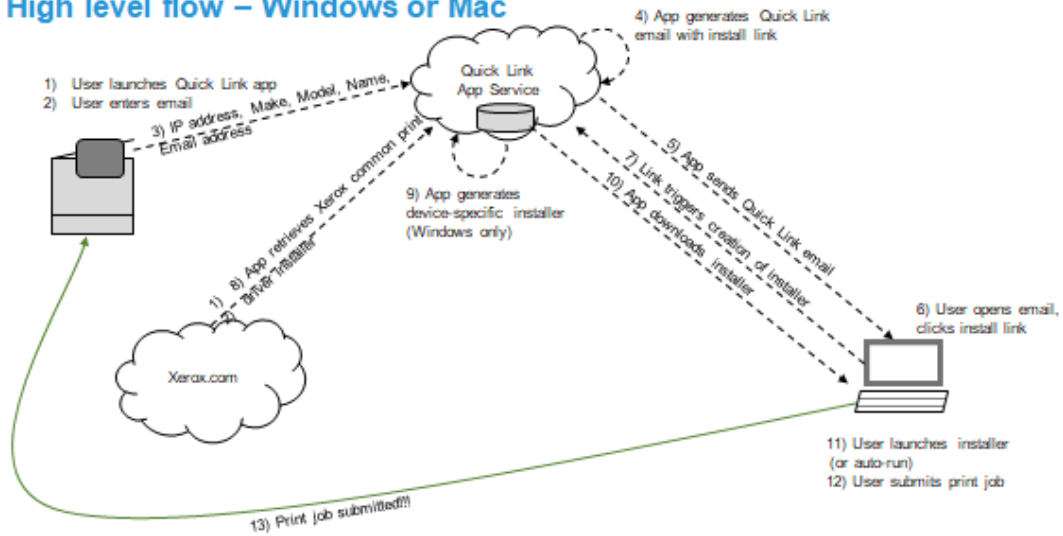 High level flow – Windows or Mac
4) App generates Quick Link
email with install link
1) User launches Quick Link app
2) User enters email
3) IP address, Make, Model, Name,
Email address
Quick Link
App Service
5) App sends Quick Link email
7) Link triggers creation of installer
10) App downloads installer
9) App generates
device-specific installer
(Windows only)
1) 8) App retrieves Xerox common print
2) driver installer
6) User opens email,
clicks install link
Xerox.com
11) User launches installer
(or auto-run)
12) User submits print job
13) Print job submitted!!!